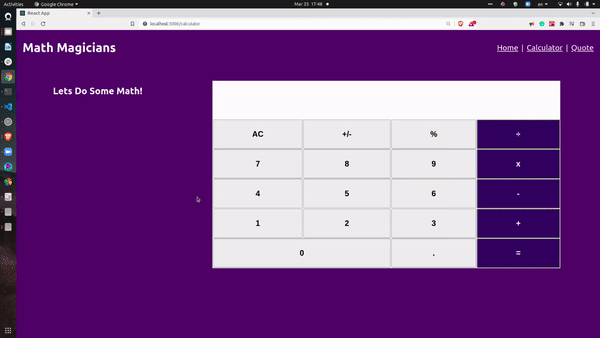 Activities Google Chrome Mar 23 17:48 en
React App
localhost:3000/calculator
Math Magicians
Home | Calculator | Quote
Lets Do Some Math!
AC +/- % ÷
7 8 9 x
4 5 6 -
1 2 3 +
0 . =